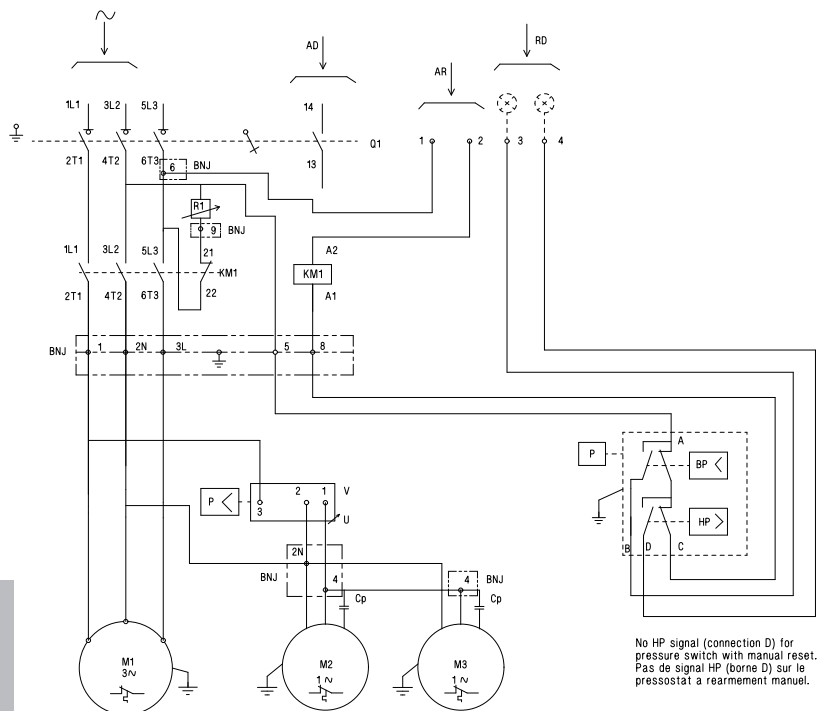 AD
RD
AR
1L1 3L2 5L3
14
1 2 3 4
Q1
13
2T1 4T2 6T3
6 BNJ
R1
9 BNJ
1L1 3L2 5L3
21
A2
KM1
KM1
2T1 4T2 6T3
22
A1
BNJ 1 2N 3L 5 8
A
P
BP <
P <
3 2 1 V
U
HP >
B D C
2N
BNJ 4
Cp
4 BNJ
Cp
M1
3~
M2
1~
M3
1~
No HP signal (connection D) for
pressure switch with manual reset.
Pas de signal HP (borne D) sur le
pressostat a rearmement manuel.